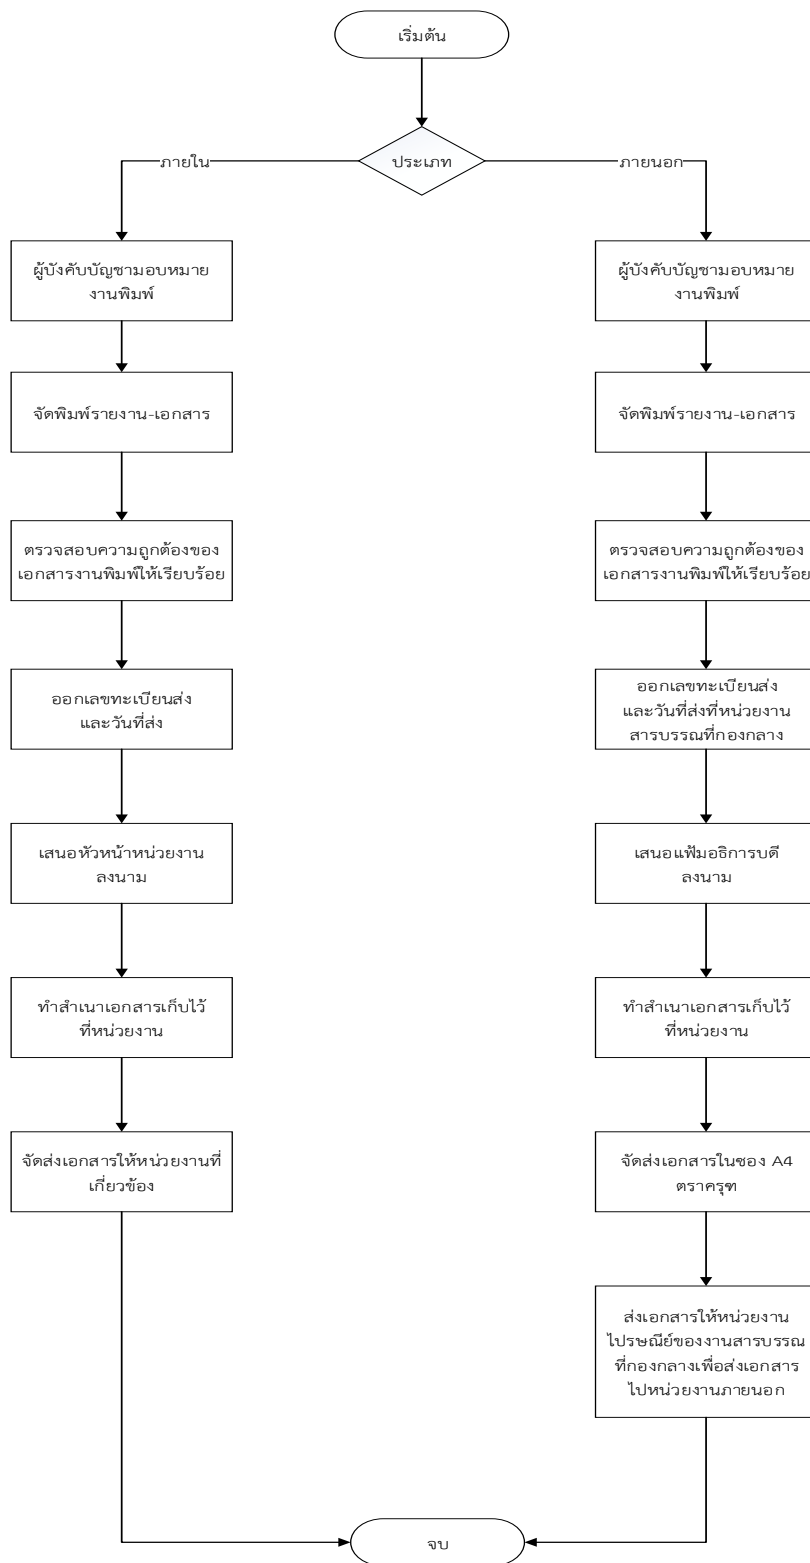 เริ่มต้น
ประเภท
ภายใน
ภายนอก
ผู้บังคับบัญชามอบหมาย
งานพิมพ์
จัดพิมพ์รายงาน-เอกสาร
ตรวจสอบความถูกต้องของ
เอกสารงานพิมพ์ให้เรียบร้อย
ออกเลขทะเบียนส่ง
และวันที่ส่ง
เสนอหัวหน้าหน่วยงาน
ลงนาม
ทำสำเนาเอกสารเก็บไว้
ที่หน่วยงาน
จัดส่งเอกสารให้หน่วยงานที่
เกี่ยวข้อง
ผู้บังคับบัญชามอบหมาย
งานพิมพ์
จัดพิมพ์รายงาน-เอกสาร
ตรวจสอบความถูกต้องของ
เอกสารงานพิมพ์ให้เรียบร้อย
ออกเลขทะเบียนส่ง
และวันที่ส่งที่หน่วยงาน
สารบรรณที่กองกลาง
เสนอแฟ้มอธิการบดี
ลงนาม
ทำสำเนาเอกสารเก็บไว้
ที่หน่วยงาน
จัดส่งเอกสารในซอง A4
ตราครุฑ
ส่งเอกสารให้หน่วยงาน
ไปรษณีย์ของงานสารบรรณ
ที่กองกลางเพื่อส่งเอกสาร
ไปหน่วยงานภายนอก
จบ